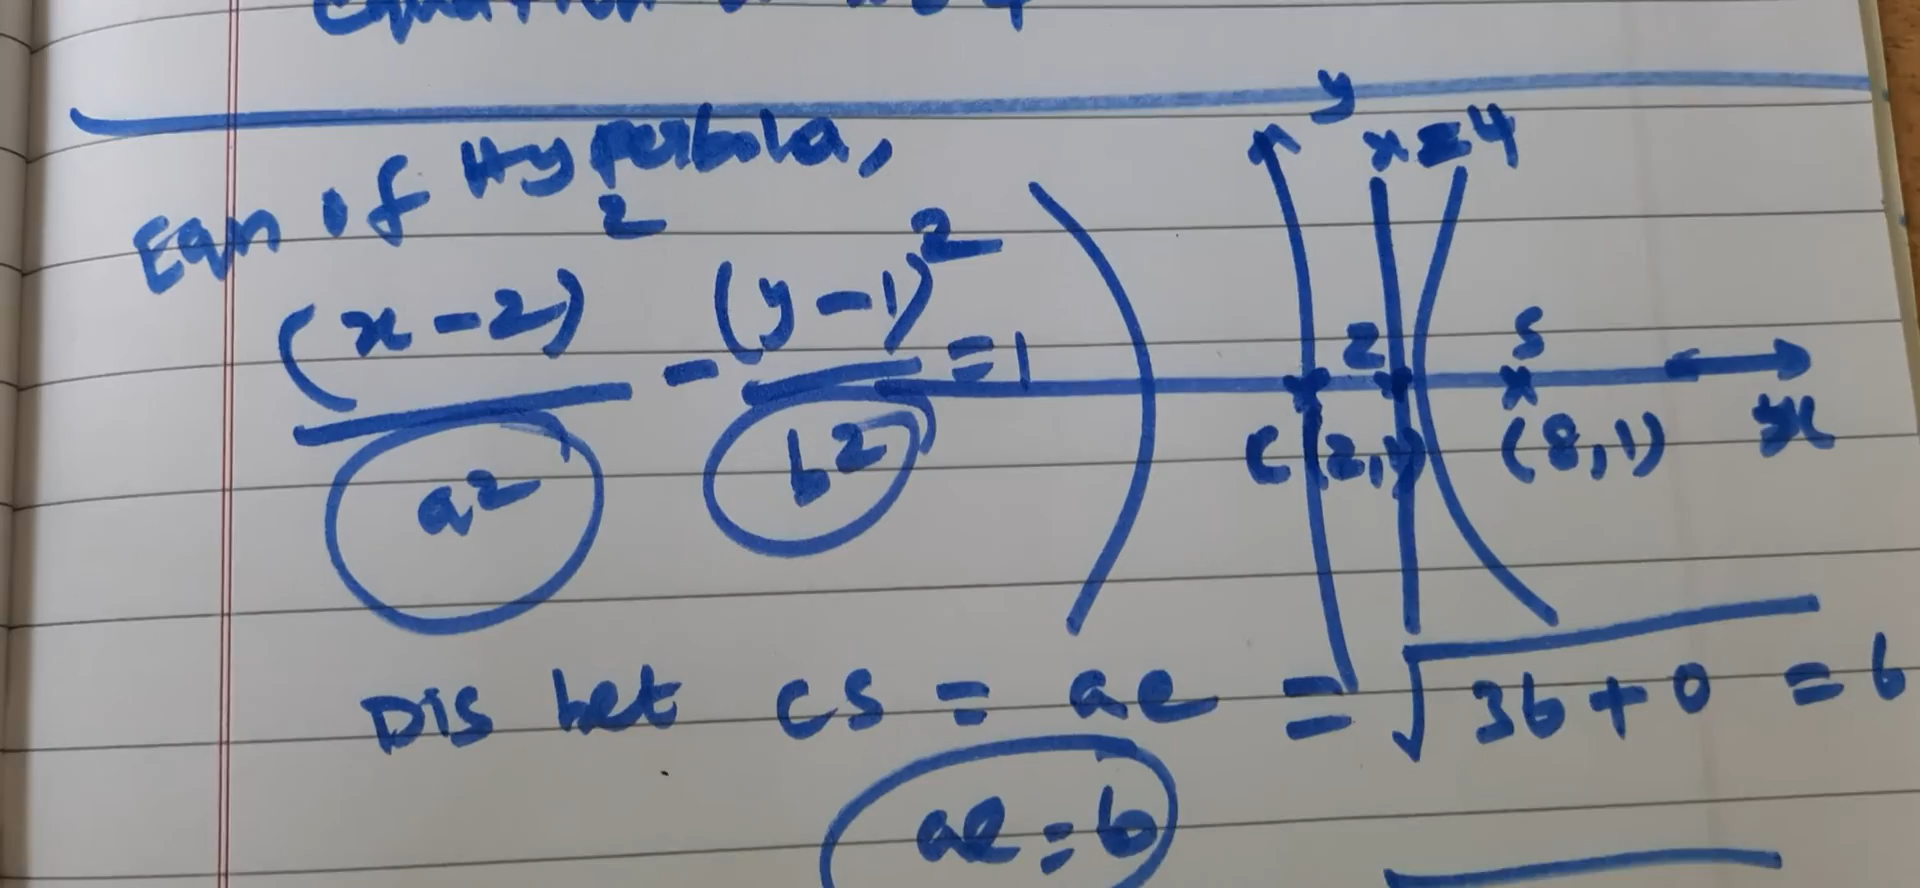 Eqn of Hyperbola,
(x-2)² / a² - (y-1)² / b² = 1
y
x=4
Z
S
C(2,1)
(8,1)
x
Dis bet CS = ae = √36+0 = 6
ae = 6